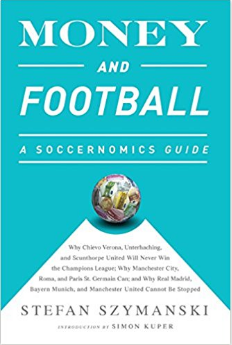 MONEY
AND
FOOTBALL
A SOCCERNOMICS GUIDE
Why Chievo Verona, Unterhaching,
and Scunthorpe United Will Never Win
the Champions League; Why Manchester City,
Roma, and Paris St. Germain Can; and Why Real Madrid,
Bayern Munich, and Manchester United Cannot Be Stopped
STEFAN SZYMANSKI
INTRODUCTION BY SIMON KUPER